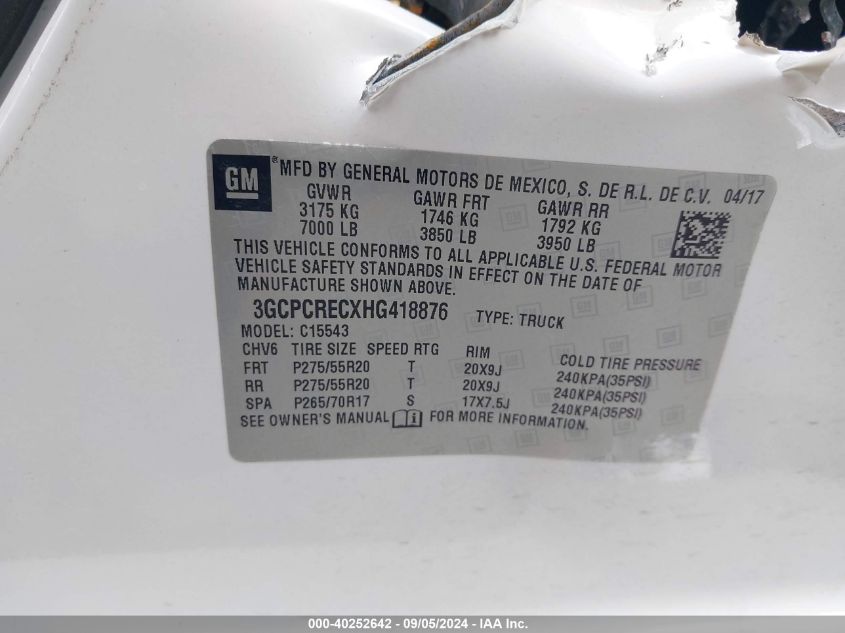 GM ® MFD BY GENERAL MOTORS DE MEXICO, S. DE R.L. DE C.V. 04/17
GVWR GAWR FRT GAWR RR
3175 KG 1746 KG 1792 KG
7000 LB 3850 LB 3950 LB
THIS VEHICLE CONFORMS TO ALL APPLICABLE U.S. FEDERAL MOTOR
VEHICLE SAFETY STANDARDS IN EFFECT ON THE DATE OF
MANUFACTURE SHOWN ABOVE.
3GCPCRECXHG418876 TYPE: TRUCK
MODEL: C15543
CHV6 TIRE SIZE SPEED RTG RIM COLD TIRE PRESSURE
FRT P275/55R20 T 20X9J 240KPA(35PSI)
RR P275/55R20 T 20X9J 240KPA(35PSI)
SPA P265/70R17 S 17X7.5J 240KPA(35PSI)
SEE OWNER'S MANUAL i FOR MORE INFORMATION.
000-40252642 - 09/05/2024 - IAA Inc.